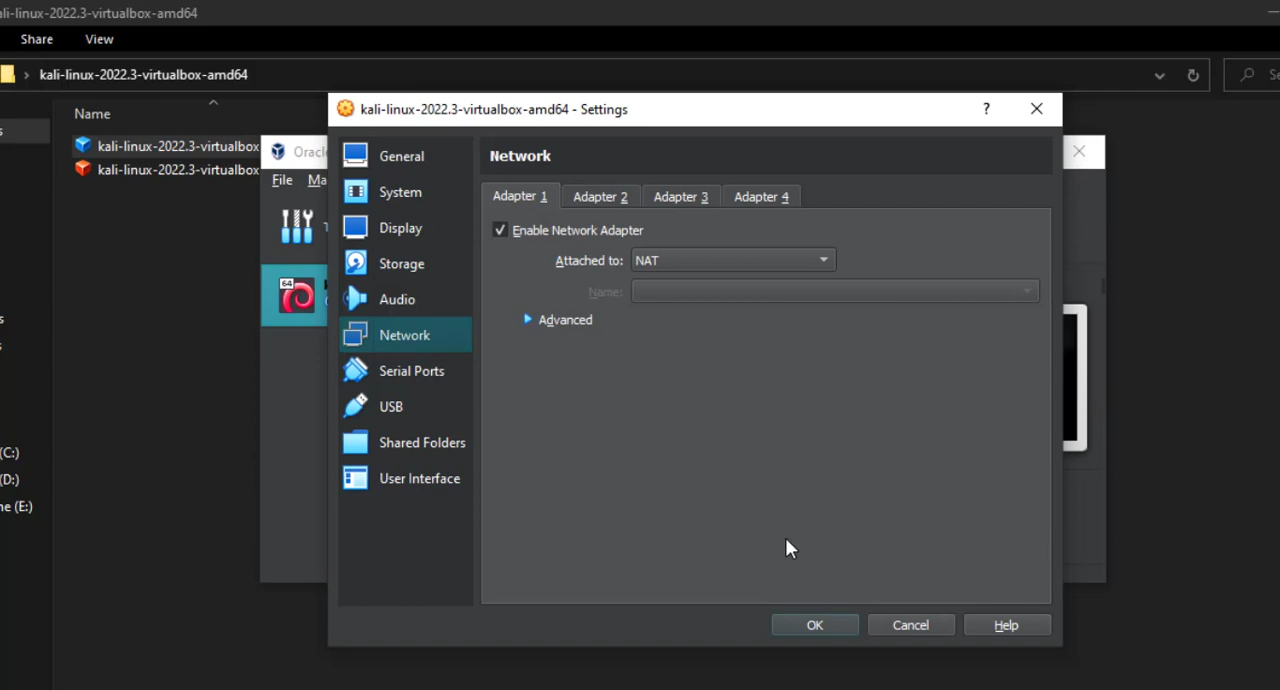 ali-linux-2022.3-virtualbox-amd64
Share View
kali-linux-2022.3-virtualbox-amd64
Name
kali-linux-2022.3-virtualbox
kali-linux-2022.3-virtualbox
(C:)
(D:)
ne (E:)
File Ma
64
kali-linux-2022.3-virtualbox-amd64 - Settings ?
General
System
Display
Storage
Audio
Network
Serial Ports
USB
Shared Folders
User Interface
Network
Adapter 1 Adapter 2 Adapter 3 Adapter 4
Enable Network Adapter
Attached to: NAT
Name:
Advanced
OK Cancel Help